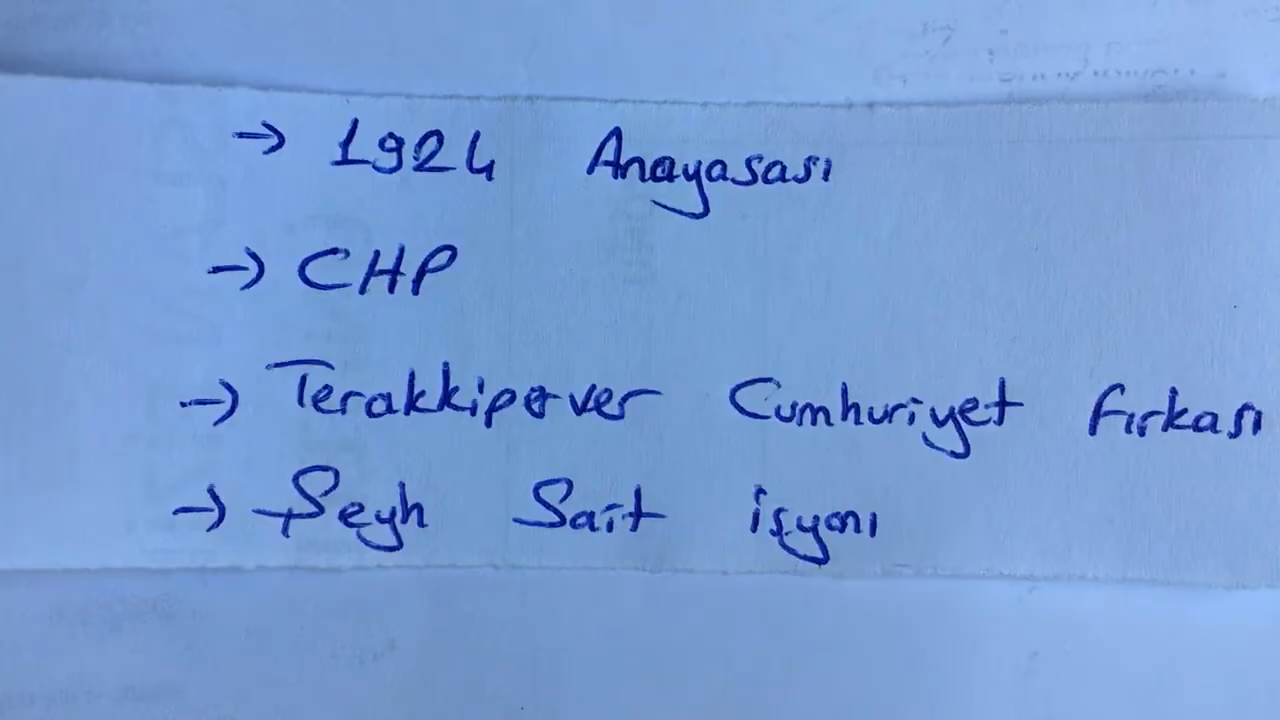 → 1924 Anayasası
→ CHP
→ Terakkiperver Cumhuriyet Fırkası
→ Şeyh Sait isyanı